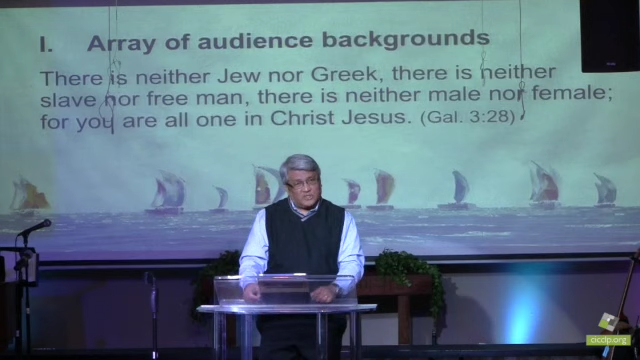 I. Array of audience backgrounds
There is neither Jew nor Greek, there is neither
slave nor free man, there is neither male nor female;
for you are all one in Christ Jesus. (Gal. 3:28)
cicclp.org